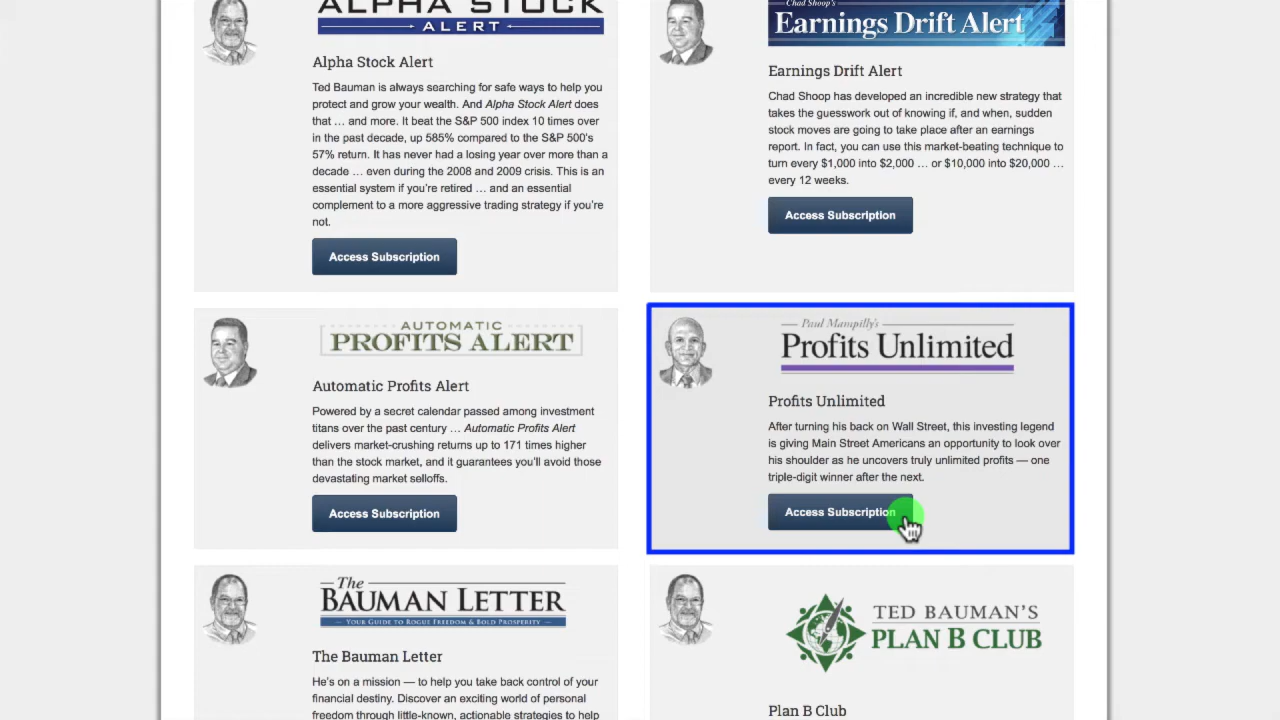 ALPHA STOCK
ALERT
Alpha Stock Alert
Ted Bauman is always searching for safe ways to help you
protect and grow your wealth. And Alpha Stock Alert does
that … and more. It beat the S&P 500 index 10 times over
in the past decade, up 585% compared to the S&P 500's
57% return. It has never had a losing year over more than a
decade … even during the 2008 and 2009 crisis. This is an
essential system if you're retired … and an essential
complement to a more aggressive trading strategy if you're
not.
Access Subscription
Chad Shoop's
Earnings Drift Alert
Earnings Drift Alert
Chad Shoop has developed an incredible new strategy that
takes the guesswork out of knowing if, and when, sudden
stock moves are going to take place after an earnings
report. In fact, you can use this market-beating technique to
turn every $1,000 into $2,000 … or $10,000 into $20,000 …
every 12 weeks.
Access Subscription
AUTOMATIC
PROFITS ALERT
Automatic Profits Alert
Powered by a secret calendar passed among investment
titans over the past century … Automatic Profits Alert
delivers market-crushing returns up to 171 times higher
than the stock market, and it guarantees you'll avoid those
devastating market selloffs.
Access Subscription
Paul Mampilly's
Profits Unlimited
Profits Unlimited
After turning his back on Wall Street, this investing legend
is giving Main Street Americans an opportunity to look over
his shoulder as he uncovers truly unlimited profits — one
triple-digit winner after the next.
Access Subscription
The
BAUMAN LETTER
YOUR GUIDE TO ROGUE FREEDOM & BOLD PROSPERITY
The Bauman Letter
He's on a mission — to help you take back control of your
financial destiny. Discover an exciting world of personal
freedom through little-known, actionable strategies to help
TED BAUMAN'S
PLAN B CLUB
Plan B Club